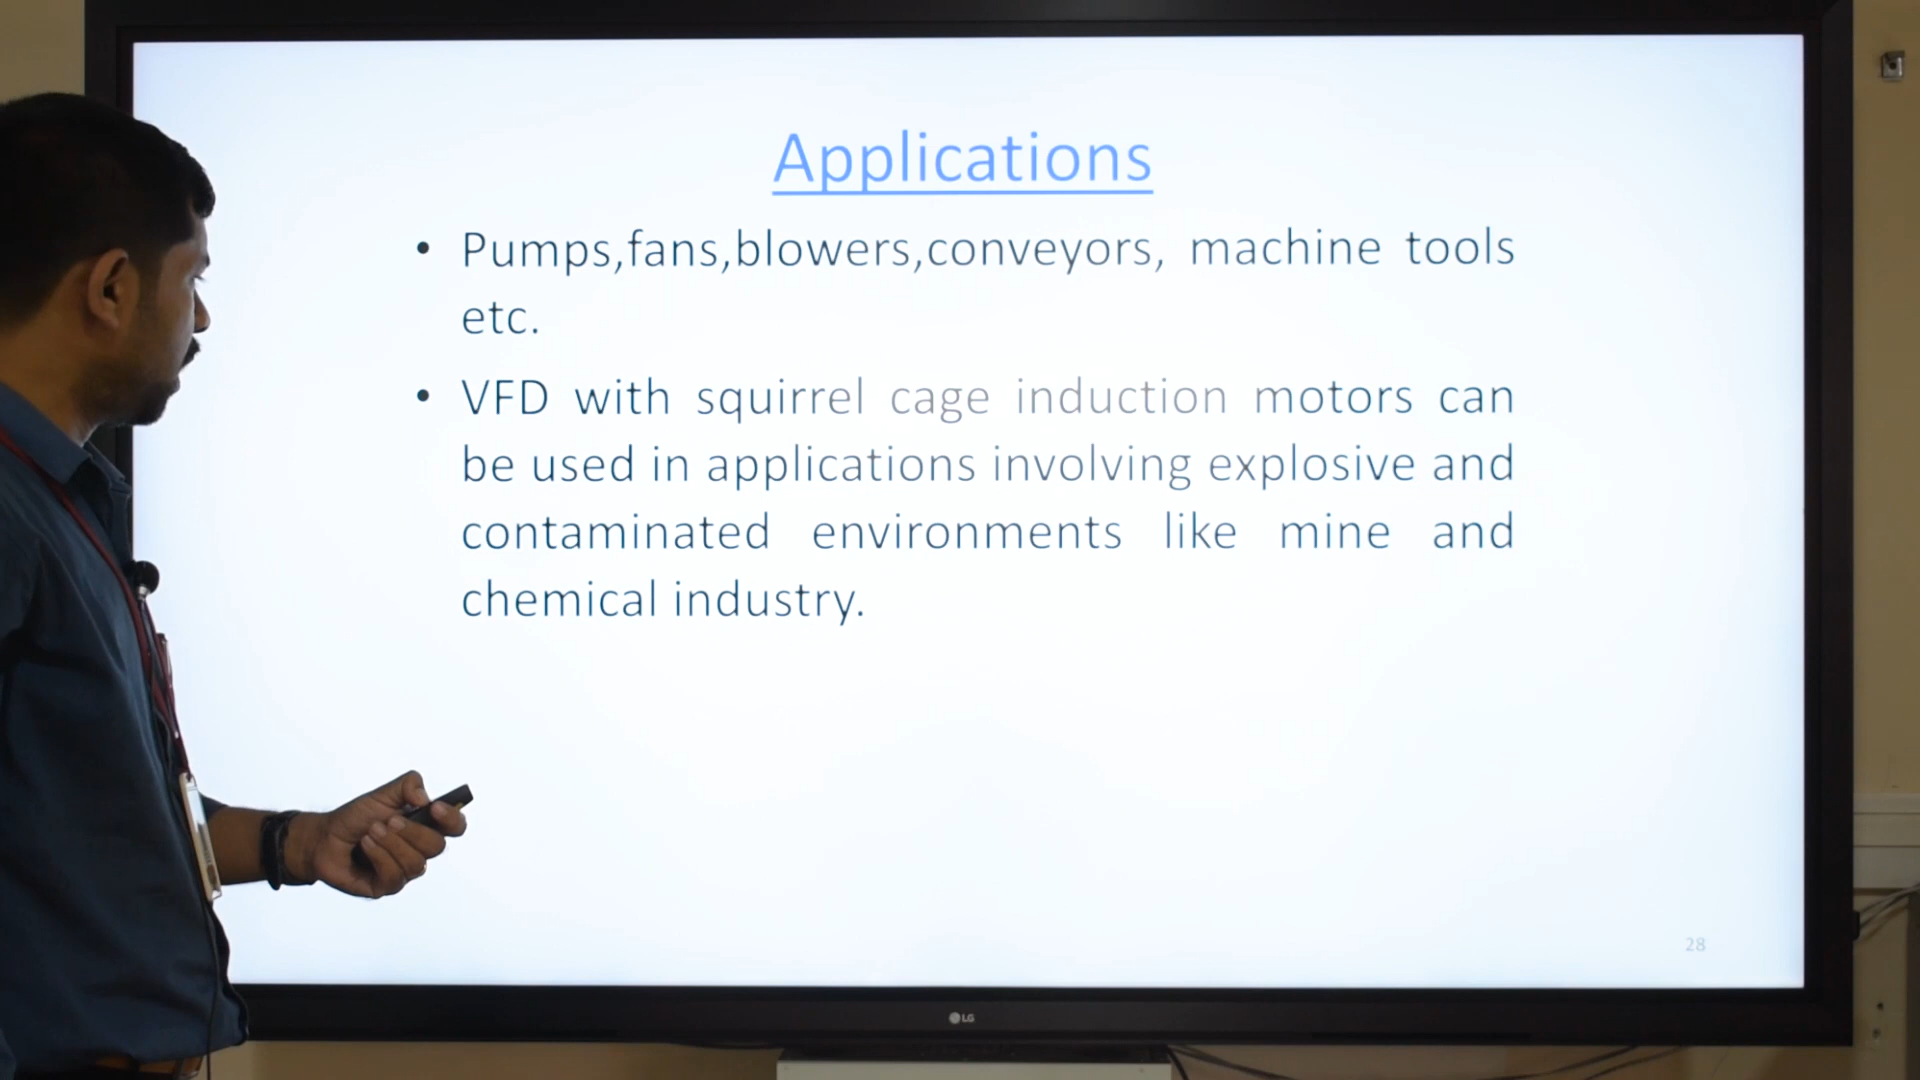 Applications
• Pumps,fans,blowers,conveyors, machine tools
etc.
• VFD with squirrel cage induction motors can
be used in applications involving explosive and
contaminated environments like mine and
chemical industry.
28
LG